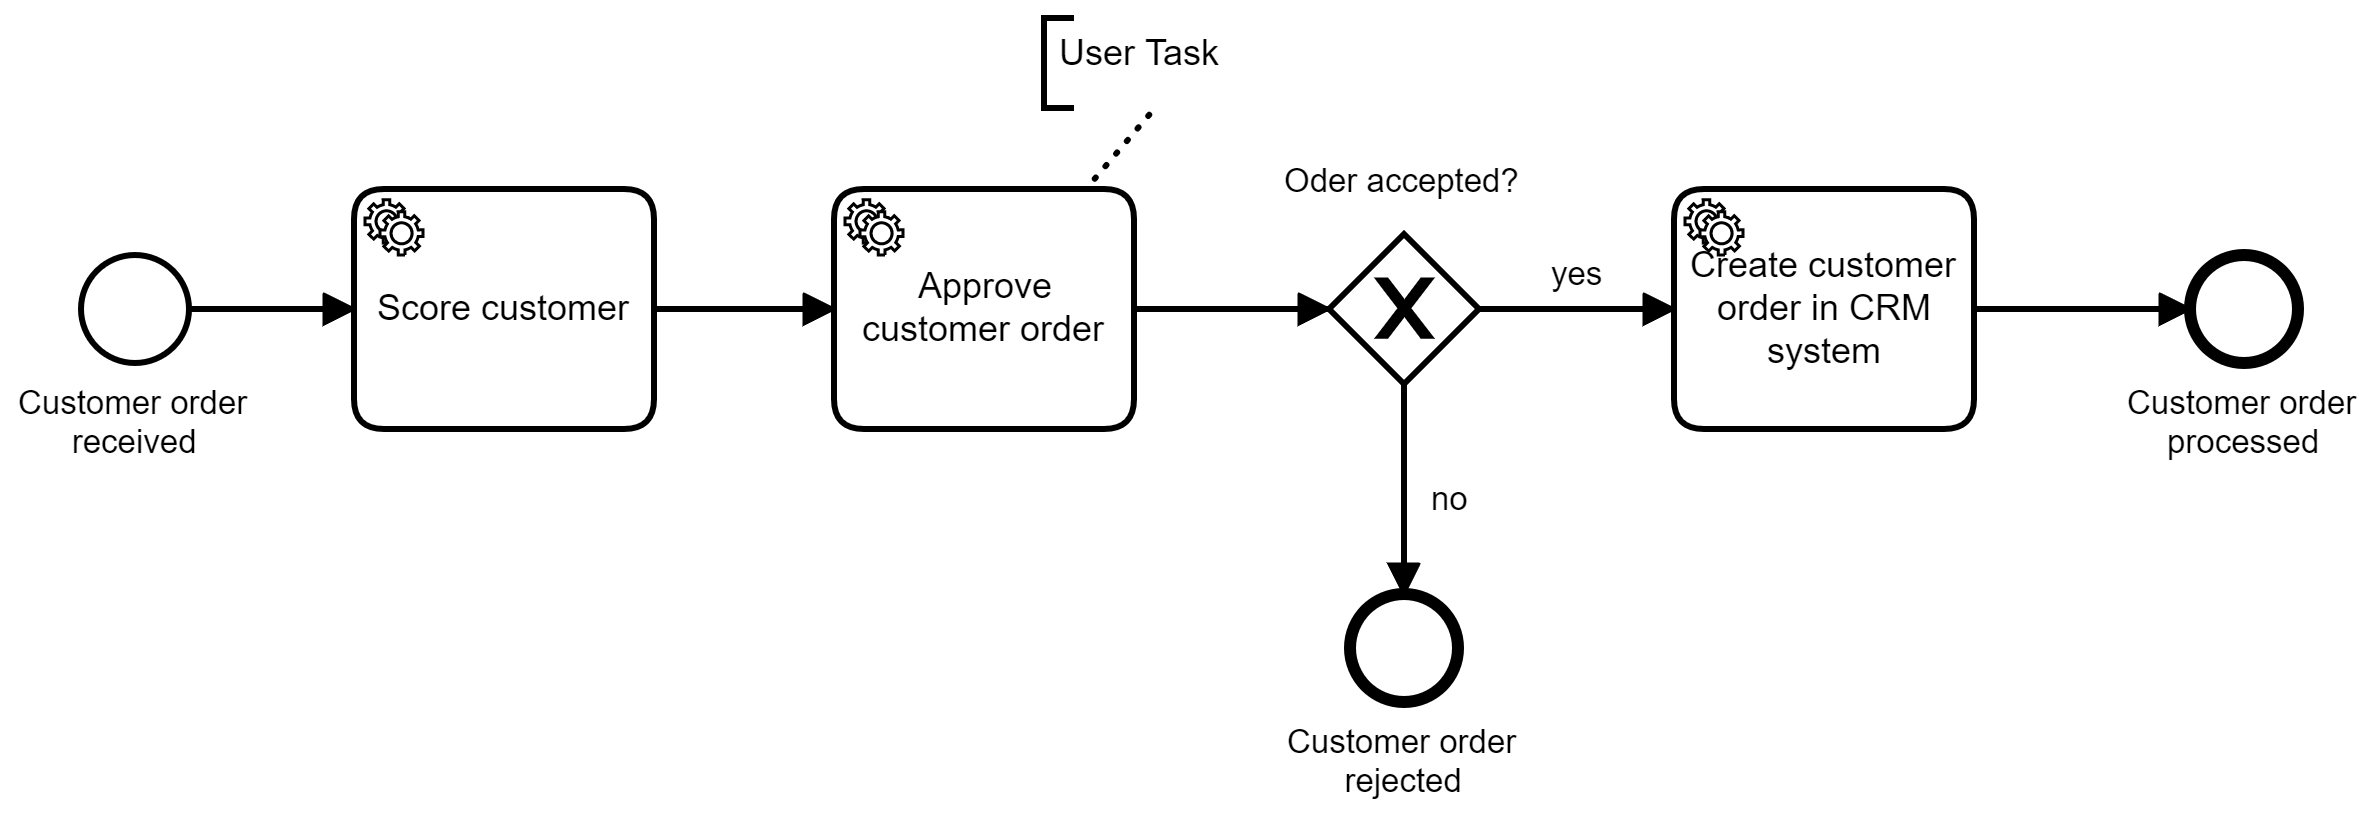 User Task
Oder accepted?
Score customer
Approve
customer order
yes
Create customer
order in CRM
system
Customer order
received
Customer order
processed
no
Customer order
rejected